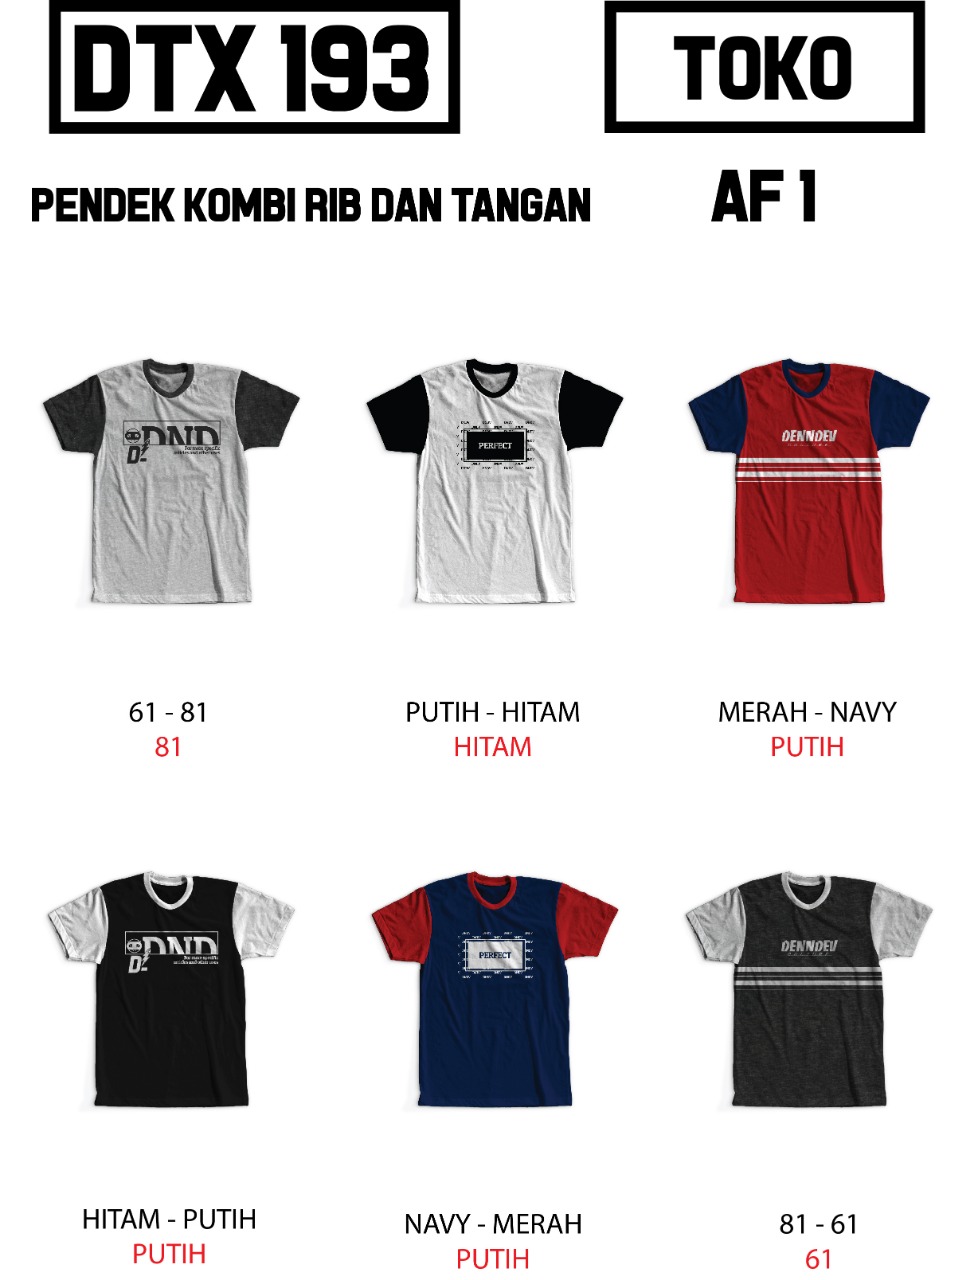 DTX 193
TOKO
PENDEK KOMBI RIB DAN TANGAN
AF 1
DND
D
PERFECT
DENNDEV
61 - 81
81
PUTIH - HITAM
HITAM
MERAH - NAVY
PUTIH
DND
D
PERFECT
DENNDEV
HITAM - PUTIH
PUTIH
NAVY - MERAH
PUTIH
81 - 61
61